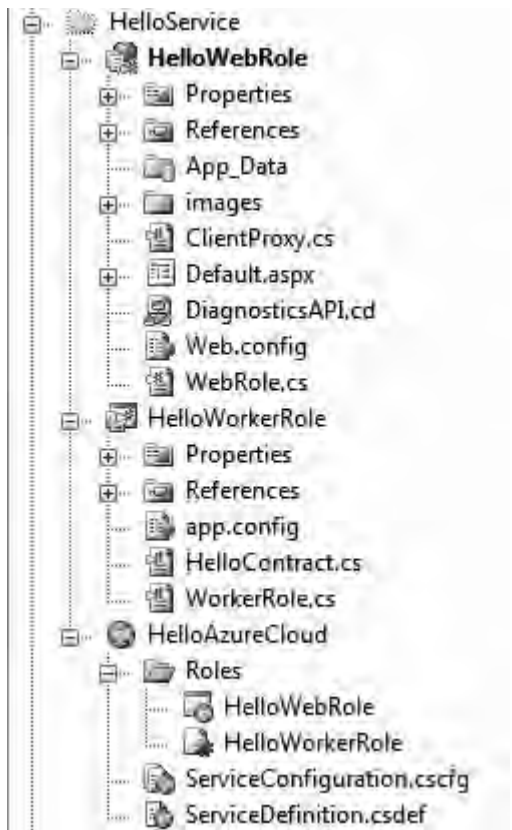 HelloService
HelloWebRole
Properties
References
App_Data
images
ClientProxy.cs
Default.aspx
DiagnosticsAPI.cd
Web.config
WebRole.cs
HelloWorkerRole
Properties
References
app.config
HelloContract.cs
WorkerRole.cs
HelloAzureCloud
Roles
HelloWebRole
HelloWorkerRole
ServiceConfiguration.cscfg
ServiceDefinition.csdef